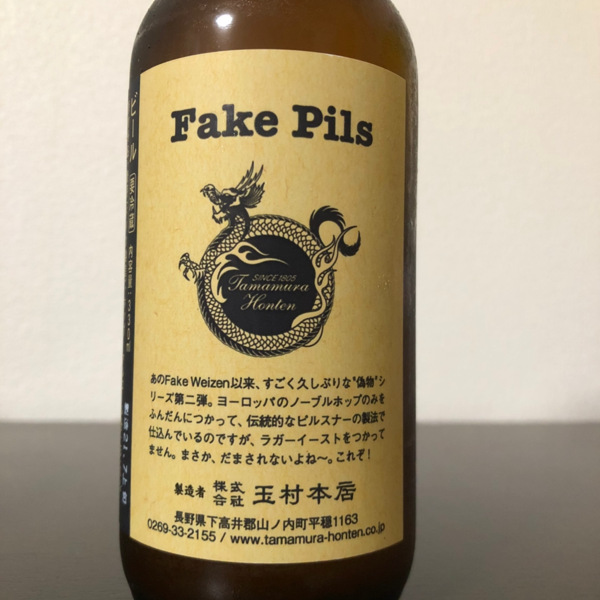 Fake Pils
SINCE 1805
Tamamura
Honten
あのFake Weizen以来、すごく久しぶりな"偽物"シ
リーズ第二弾。ヨーロッパのノーブルホップのみを
ふんだんにつかって、伝統的なピルスナーの製法で
仕込んでいるのですが、ラガーイーストをつかって
ません。まさか、だまされないよね〜。これぞ！
製造者 株式会社 玉村本店
長野県下高井郡山ノ内町平穏1163
0269-33-2155 / www.tamamura-honten.co.jp
ビール